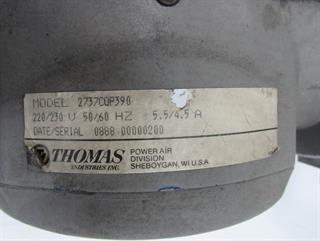 MODEL 2737CQP390
220/230 V 50/60 HZ 5.5/4.5 A
DATE/SERIAL 0888 00000200
THOMAS
INDUSTRIES INC.
POWER AIR
DIVISION
SHEBOYGAN, WI U.S.A.